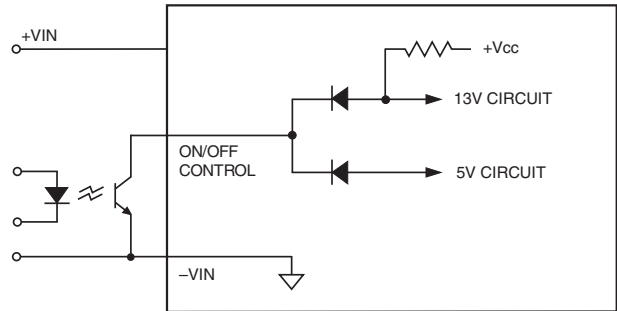 +VIN
+Vcc
13V CIRCUIT
ON/OFF
CONTROL
5V CIRCUIT
–VIN